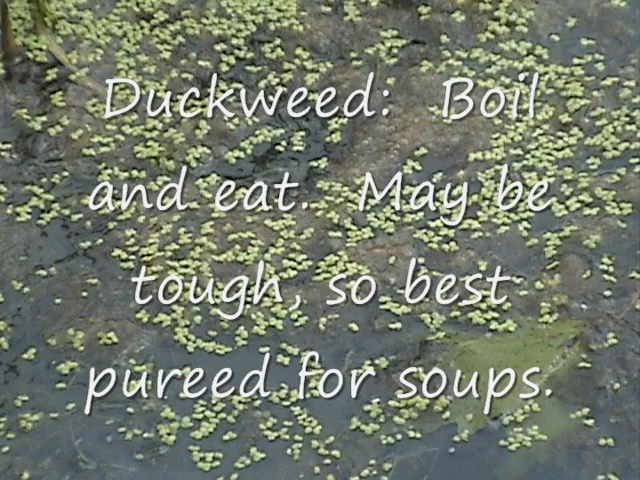 Duckweed: Boil
and eat. May be
tough, so best
pureed for soups.